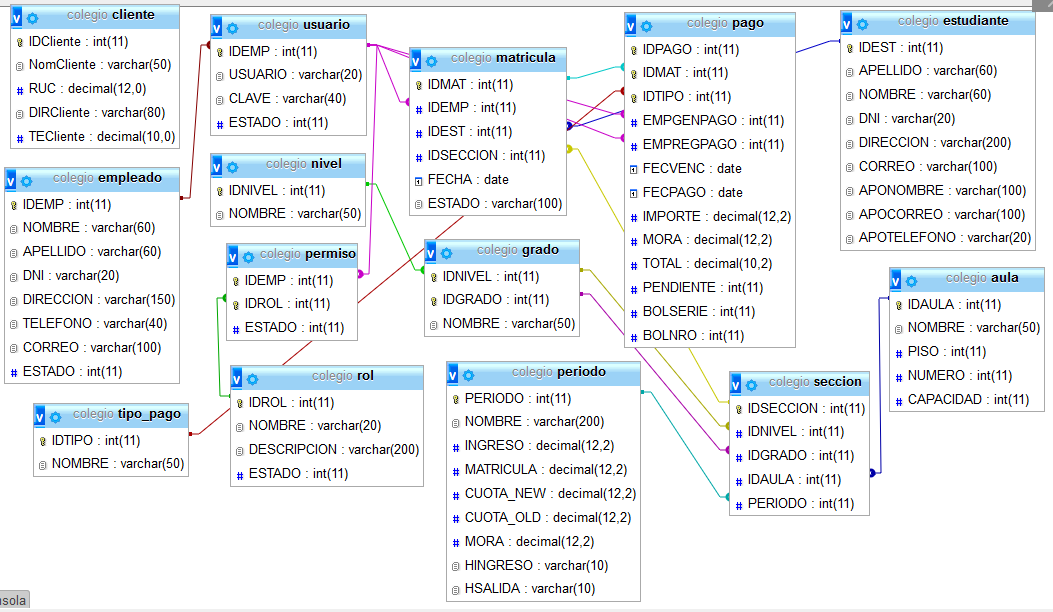 colegio cliente
IDCliente : int(11)
NomCliente : varchar(50)
RUC : decimal(12,0)
DIRCliente : varchar(80)
TECliente : decimal(10,0)
colegio usuario
IDEMP : int(11)
USUARIO : varchar(20)
CLAVE : varchar(40)
ESTADO : int(11)
colegio matricula
IDMAT : int(11)
IDEMP : int(11)
IDEST : int(11)
IDSECCION : int(11)
FECHA : date
ESTADO : varchar(100)
colegio pago
IDPAGO : int(11)
IDMAT : int(11)
IDTIPO : int(11)
EMPGENPAGO : int(11)
EMPREGPAGO : int(11)
FECVENC : date
FECPAGO : date
IMPORTE : decimal(12,2)
MORA : decimal(12,2)
TOTAL : decimal(10,2)
PENDIENTE : int(11)
BOLSERIE : int(11)
BOLNRO : int(11)
colegio estudiante
IDEST : int(11)
APELLIDO : varchar(60)
NOMBRE : varchar(60)
DNI : varchar(20)
DIRECCION : varchar(200)
CORREO : varchar(100)
APONOMBRE : varchar(100)
APOCORREO : varchar(100)
APOTELEFONO : varchar(20)
colegio empleado
IDEMP : int(11)
NOMBRE : varchar(60)
APELLIDO : varchar(60)
DNI : varchar(20)
DIRECCION : varchar(150)
TELEFONO : varchar(40)
CORREO : varchar(100)
ESTADO : int(11)
colegio nivel
IDNIVEL : int(11)
NOMBRE : varchar(50)
colegio permiso
IDEMP : int(11)
IDROL : int(11)
ESTADO : int(11)
colegio grado
IDNIVEL : int(11)
IDGRADO : int(11)
NOMBRE : varchar(50)
colegio aula
IDAULA : int(11)
NOMBRE : varchar(50)
PISO : int(11)
NUMERO : int(11)
CAPACIDAD : int(11)
colegio tipo_pago
IDTIPO : int(11)
NOMBRE : varchar(50)
colegio rol
IDROL : int(11)
NOMBRE : varchar(20)
DESCRIPCION : varchar(200)
ESTADO : int(11)
colegio periodo
PERIODO : int(11)
NOMBRE : varchar(200)
INGRESO : decimal(12,2)
MATRICULA : decimal(12,2)
CUOTA_NEW : decimal(12,2)
CUOTA_OLD : decimal(12,2)
MORA : decimal(12,2)
HINGRESO : varchar(10)
HSALIDA : varchar(10)
colegio seccion
IDSECCION : int(11)
IDNIVEL : int(11)
IDGRADO : int(11)
IDAULA : int(11)
PERIODO : int(11)
nsola